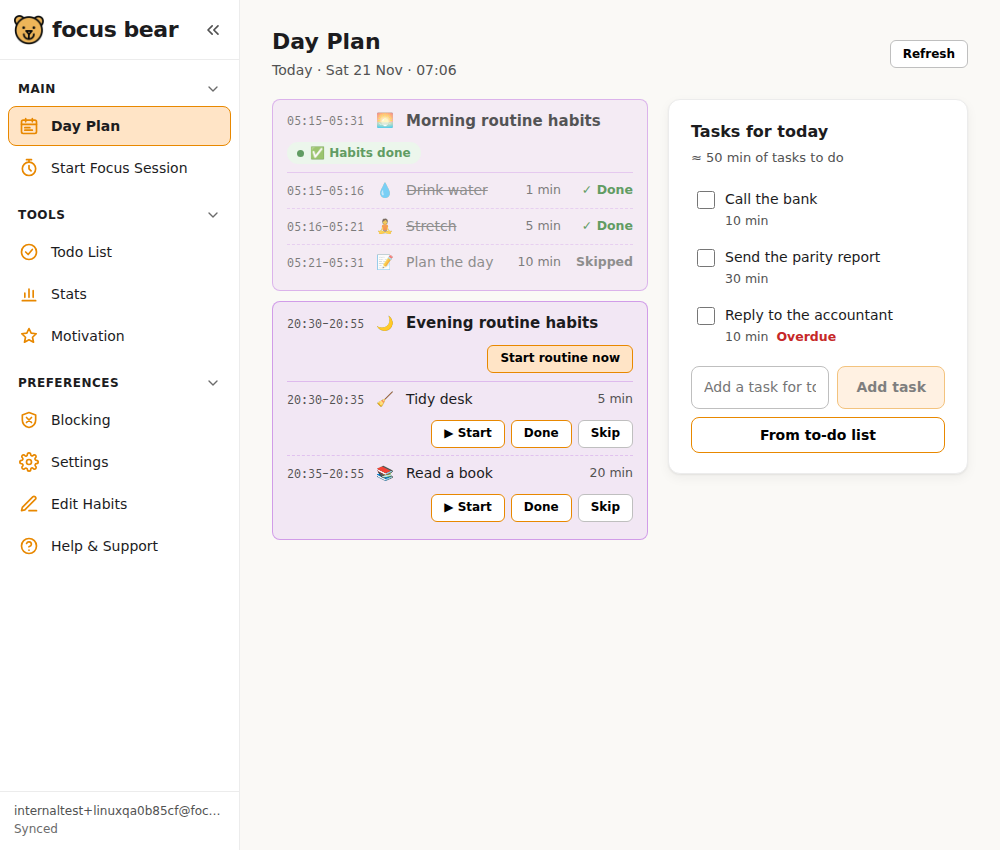 focus bear
MAIN
Day Plan
Start Focus Session
TOOLS
Todo List
Stats
Motivation
PREFERENCES
Blocking
Settings
Edit Habits
Help & Support
internaltest+linuxqa0b85cf@foc...
Synced
Day Plan
Today · Sat 21 Nov · 07:06
Refresh
05:15–05:31 🌅 Morning routine habits
✅ Habits done
05:15–05:16 💧 Drink water 1 min ✓ Done
05:16–05:21 🧘 Stretch 5 min ✓ Done
05:21–05:31 📝 Plan the day 10 min Skipped
20:30–20:55 🌙 Evening routine habits
Start routine now
20:30–20:35 🧹 Tidy desk 5 min
▶ Start Done Skip
20:35–20:55 📚 Read a book 20 min
▶ Start Done Skip
Tasks for today
≈ 50 min of tasks to do
Call the bank
10 min
Send the parity report
30 min
Reply to the accountant
10 min Overdue
Add a task for to Add task
From to-do list